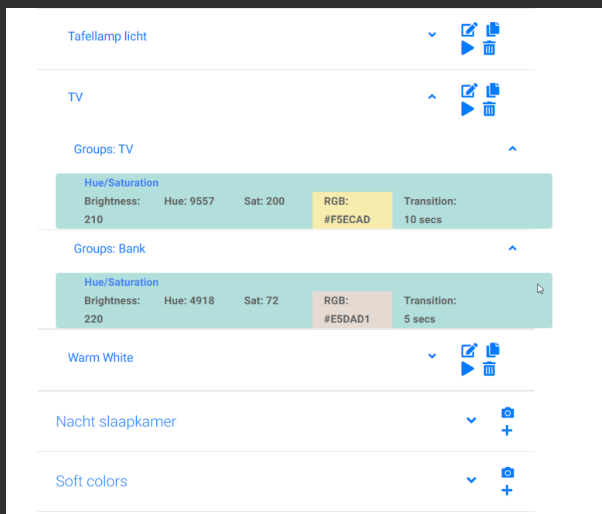 Tafellamp licht
TV
Groups: TV
Hue/Saturation
Brightness: Hue: 9557 Sat: 200 RGB: Transition:
210 #F5ECAD 10 secs
Groups: Bank
Hue/Saturation
Brightness: Hue: 4918 Sat: 72 RGB: Transition:
220 #E5DAD1 5 secs
Warm White
Nacht slaapkamer
Soft colors